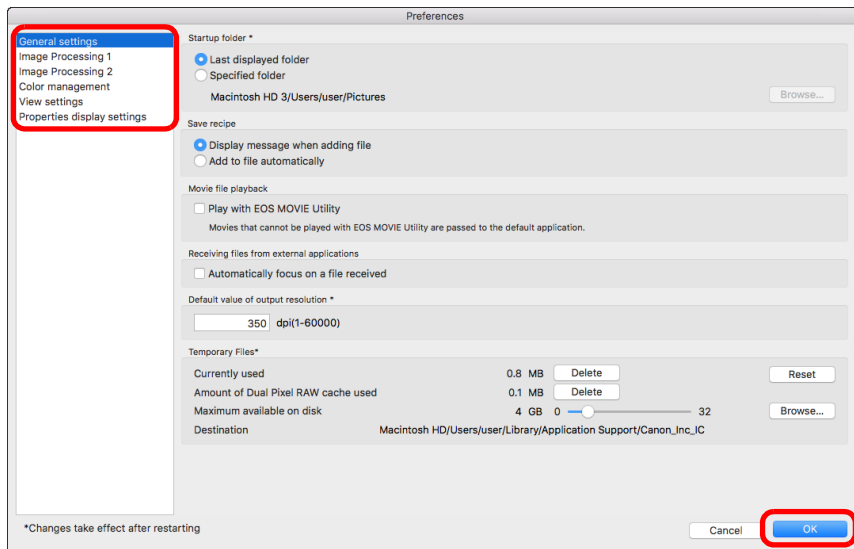 Preferences
General settings
Image Processing 1
Image Processing 2
Color management
View settings
Properties display settings
Startup folder *
Last displayed folder
Specified folder
Macintosh HD 3/Users/user/Pictures
Browse...
Save recipe
Display message when adding file
Add to file automatically
Movie file playback
Play with EOS MOVIE Utility
Movies that cannot be played with EOS MOVIE Utility are passed to the default application.
Receiving files from external applications
Automatically focus on a file received
Default value of output resolution *
350 dpi(1-60000)
Temporary Files*
Currently used 0.8 MB Delete Reset
Amount of Dual Pixel RAW cache used 0.1 MB Delete
Maximum available on disk 4 GB 0 32 Browse...
Destination Macintosh HD/Users/user/Library/Application Support/Canon_Inc_IC
*Changes take effect after restarting
Cancel OK